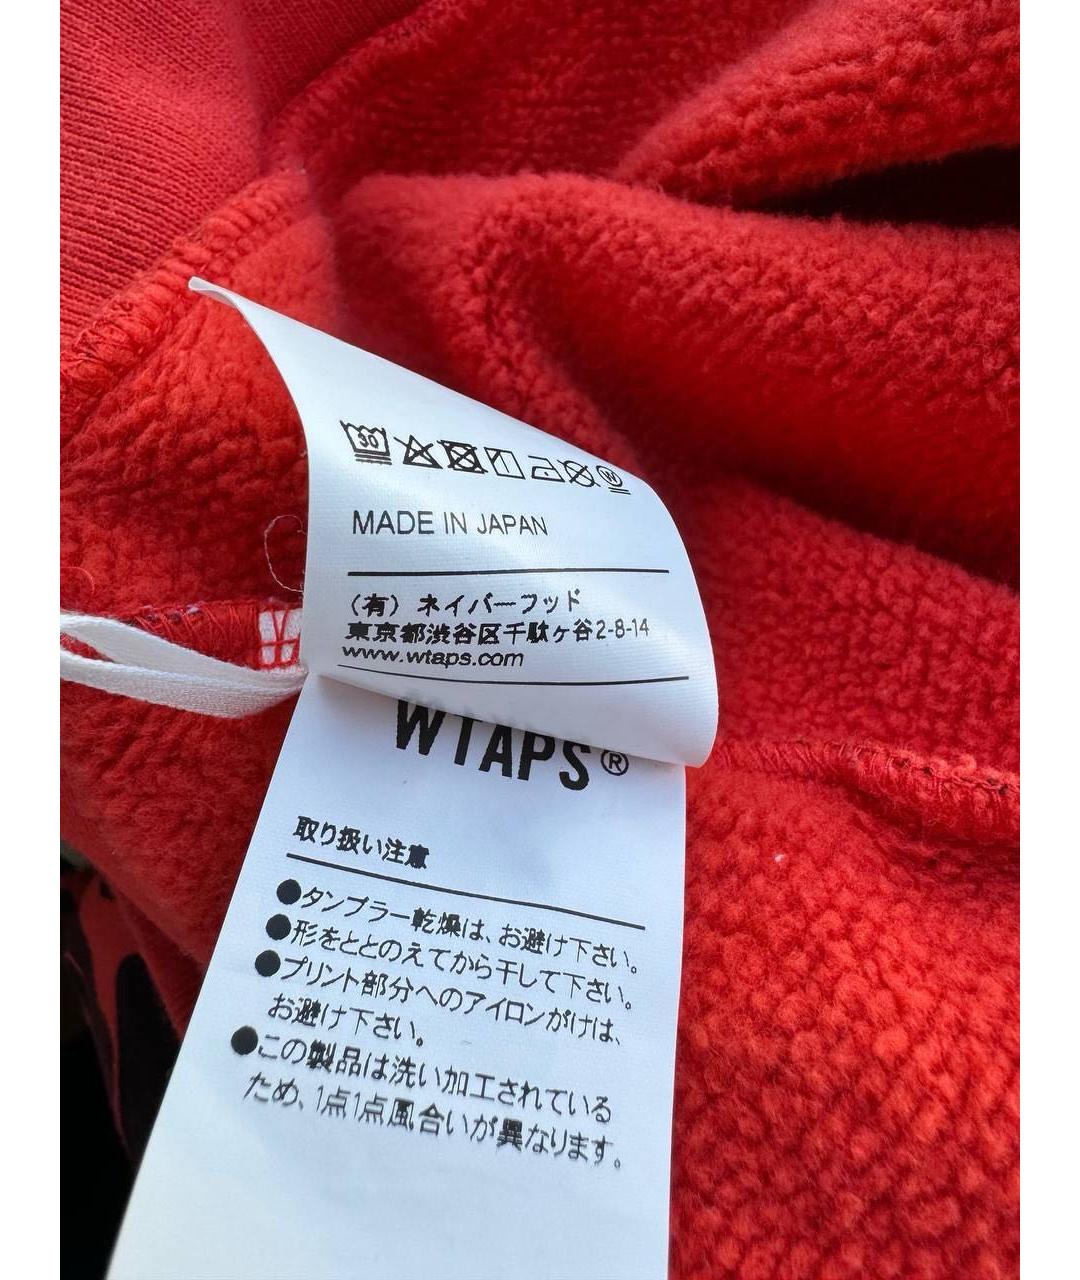 30
W
MADE IN JAPAN
(有) ネイバーフッド
東京都渋谷区千駄ヶ谷2-8-14
www.wtaps.com
WTAPS®
取り扱い注意
●タンブラー乾燥は、お避け下さい。
●形をととのえてから干して下さい。
●プリント部分へのアイロンがけは、
お避け下さい。
●この製品は洗い加工されている
ため、1点1点風合いが異なります。